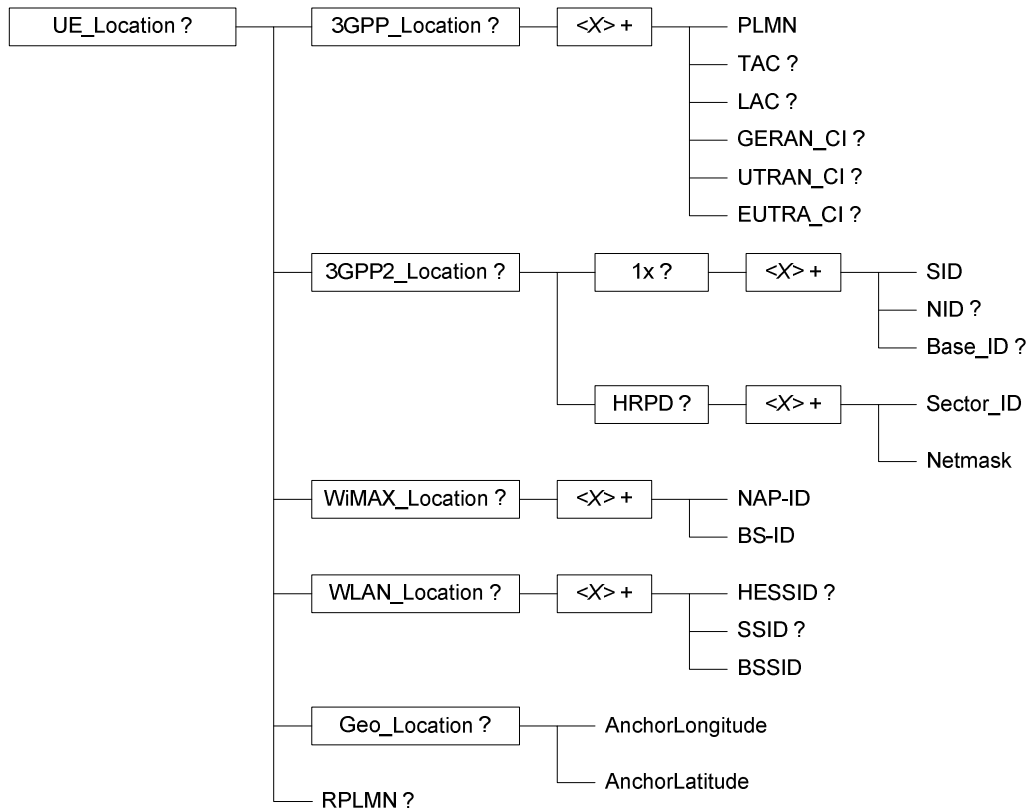 UE_Location ?
3GPP_Location ?
<X> +
PLMN
TAC ?
LAC ?
GERAN_CI ?
UTRAN_CI ?
EUTRA_CI ?
3GPP2_Location ?
1x ?
<X> +
SID
NID ?
Base_ID ?
HRPD ?
<X> +
Sector_ID
Netmask
WiMAX_Location ?
<X> +
NAP-ID
BS-ID
WLAN_Location ?
<X> +
HESSID ?
SSID ?
BSSID
Geo_Location ?
AnchorLongitude
AnchorLatitude
RPLMN ?